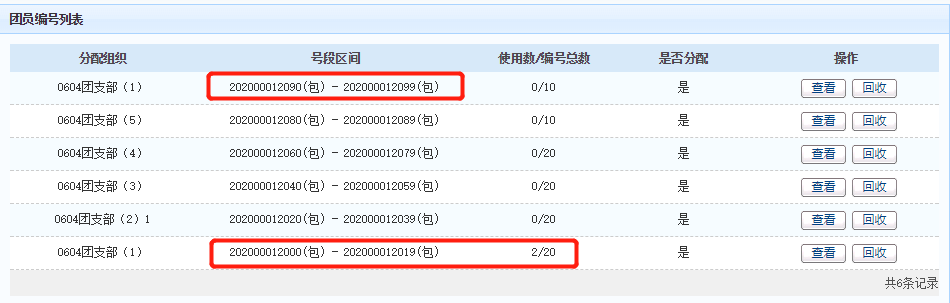 团员编号列表
分配组织 号段区间 使用数/编号总数 是否分配 操作
0604团支部（1） 202000012090(包) - 202000012099(包) 0/10 是 查看 回收
0604团支部（5） 202000012080(包) - 202000012089(包) 0/10 是 查看 回收
0604团支部（4） 202000012060(包) - 202000012079(包) 0/20 是 查看 回收
0604团支部（3） 202000012040(包) - 202000012059(包) 0/20 是 查看 回收
0604团支部（2）1 202000012020(包) - 202000012039(包) 0/20 是 查看 回收
0604团支部（1） 202000012000(包) - 202000012019(包) 2/20 是 查看 回收
共6条记录